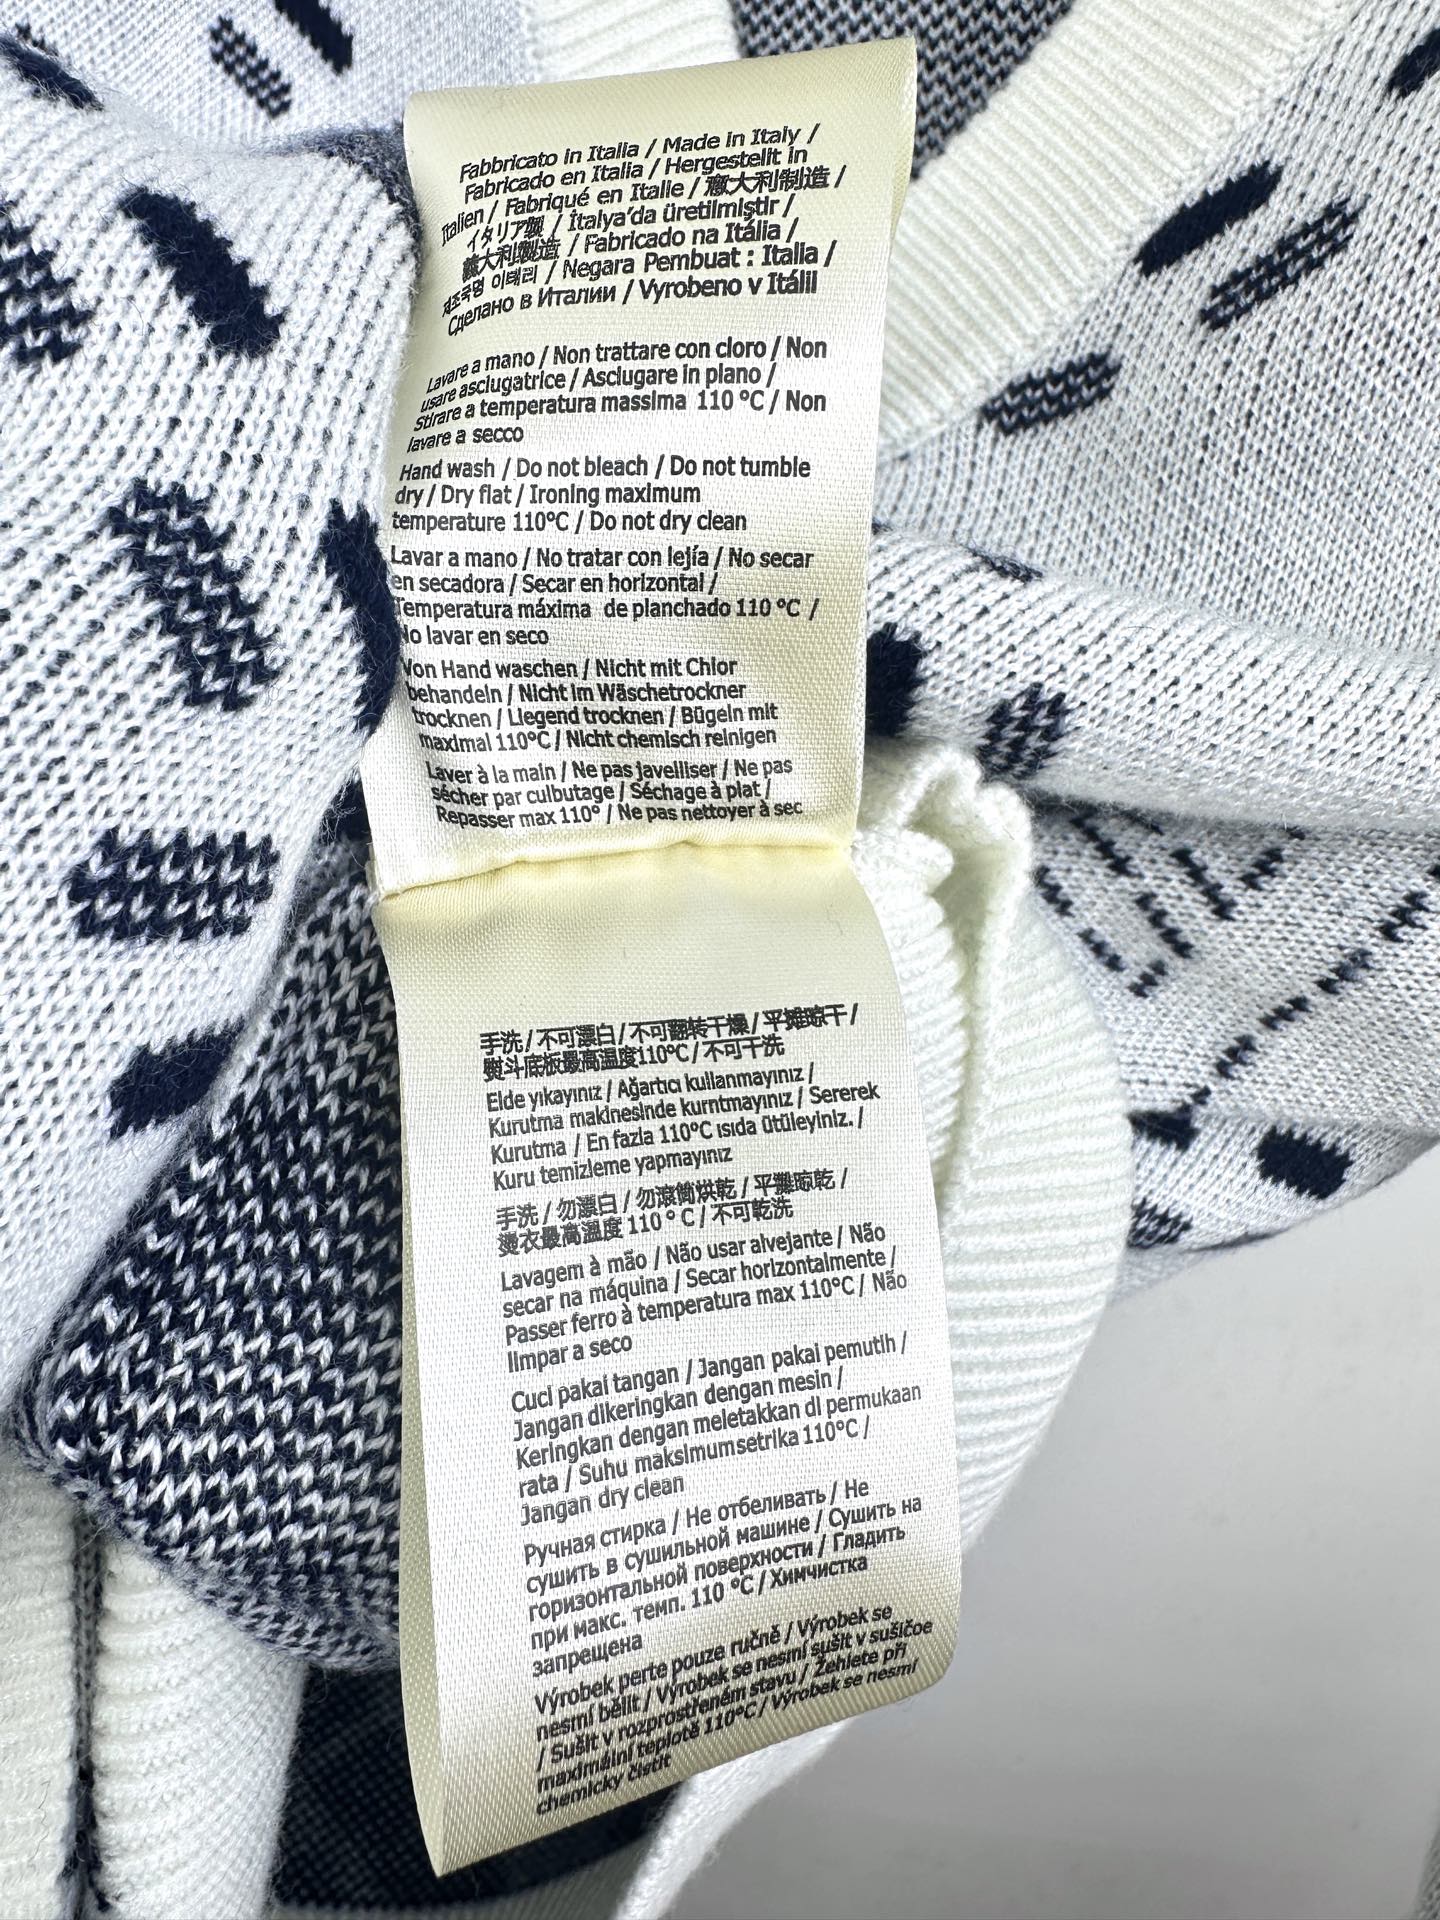 Fabbricato in Italia / Made in Italy /
Fabricado en Italia / Hergestellt in
Italien / Fabriqué en Italie / 意大利制造 /
イタリア製 / İtalya'da üretilmiştir /
義大利製造 / Fabricado na Itália /
제조국명 이태리 / Negara Pembuat : Italia /
Сделано в Италии / Vyrobeno v Itálii
Lavare a mano / Non trattare con cloro / Non
usare asciugatrice / Asciugare in piano /
Stirare a temperatura massima 110 °C / Non
lavare a secco
Hand wash / Do not bleach / Do not tumble
dry / Dry flat / Ironing maximum
temperature 110°C / Do not dry clean
Lavar a mano / No tratar con lejía / No secar
en secadora / Secar en horizontal /
Temperatura máxima de planchado 110 °C /
No lavar en seco
Von Hand waschen / Nicht mit Chlor
behandeln / Nicht im Wäschetrockner
trocknen / Liegend trocknen / Bügeln mit
maximal 110°C / Nicht chemisch reinigen
Laver à la main / Ne pas javelliser / Ne pas
sécher par culbutage / Séchage à plat /
Repasser max 110° / Ne pas nettoyer à sec
手洗 / 不可漂白 / 不可翻转干燥 / 平摊晾干 /
熨斗底板最高温度110°C / 不可干洗
Elde yıkayınız / Ağartıcı kullanmayınız /
Kurutma makinesinde kurntmayınız / Sererek
Kurutma / En fazla 110°C ısıda ütüleyiniz. /
Kuru temizleme yapmayınız
手洗 / 勿漂白 / 勿滾筒烘乾 / 平攤晾乾 /
燙衣最高溫度 110 ° C / 不可乾洗
Lavagem à mão / Não usar alvejante / Não
secar na máquina / Secar horizontalmente /
Passer ferro à temperatura max 110°C / Não
limpar a seco
Cuci pakai tangan / Jangan pakai pemutih /
Jangan dikeringkan dengan mesin /
Keringkan dengan meletakkan di permukaan
rata / Suhu maksimumsetrika 110°C /
Jangan dry clean
Ручная стирка / Не отбеливать / Не
сушить в сушильной машине / Сушить на
горизонтальной поверхности / Гладить
при макс. темп. 110 °C / Химчистка
запрещена
Výrobek perte pouze ručně / Výrobek se
nesmí bělit / Výrobek se nesmí sušit v sušičce
/ Sušit v rozprostřeném stavu / Žehlete při
maximální teplotě 110°C / Výrobek se nesmí
chemicky čistit